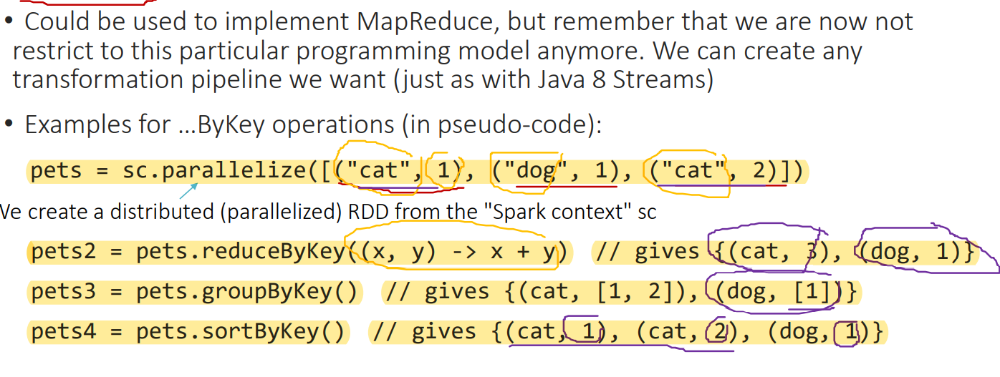 • Could be used to implement MapReduce, but remember that we are now not
restrict to this particular programming model anymore. We can create any
transformation pipeline we want (just as with Java 8 Streams)
• Examples for ...ByKey operations (in pseudo-code):
pets = sc.parallelize([("cat", 1), ("dog", 1), ("cat", 2)])
We create a distributed (parallelized) RDD from the "Spark context" sc
pets2 = pets.reduceByKey((x, y) -> x + y) // gives {(cat, 3), (dog, 1)}
pets3 = pets.groupByKey() // gives {(cat, [1, 2]), (dog, [1])}
pets4 = pets.sortByKey() // gives {(cat, 1), (cat, 2), (dog, 1)}